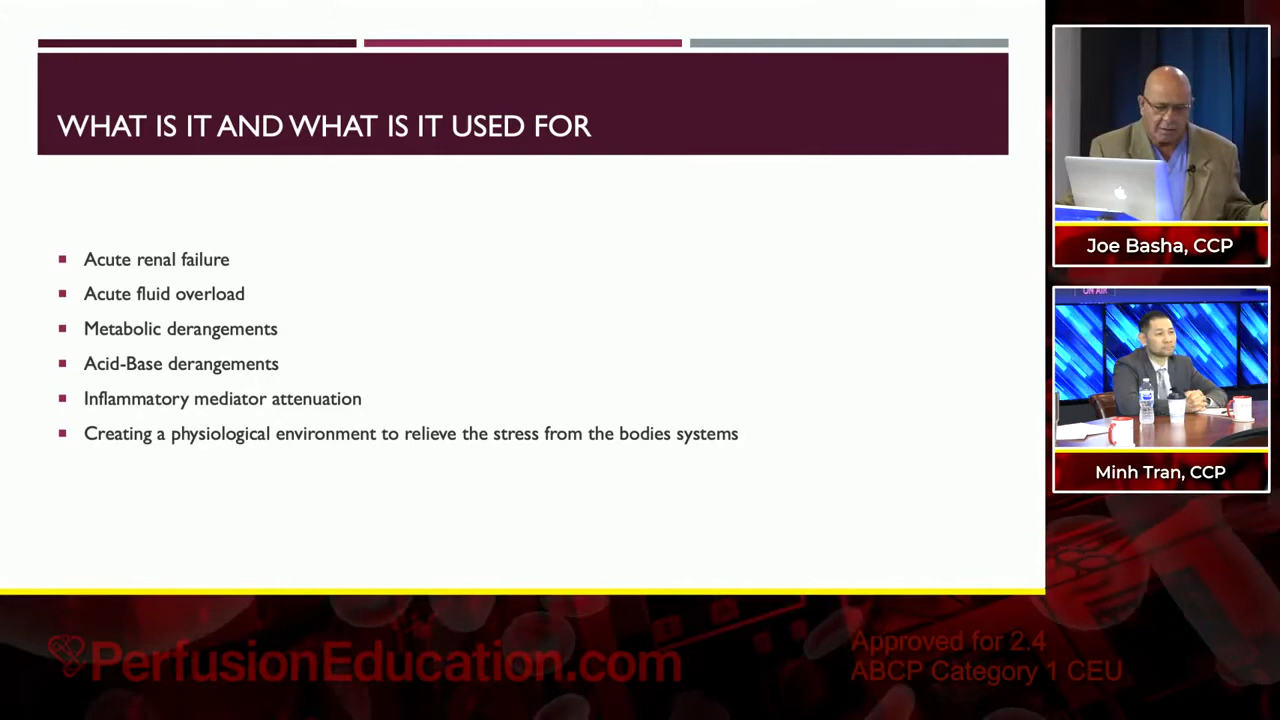 WHAT IS IT AND WHAT IS IT USED FOR
Acute renal failure
Acute fluid overload
Metabolic derangements
Acid-Base derangements
Inflammatory mediator attenuation
Creating a physiological environment to relieve the stress from the bodies systems
Joe Basha, CCP
ON AIR
Minh Tran, CCP
PerfusionEducation.com
Approved for 2.4
ABCP Category 1 CEU